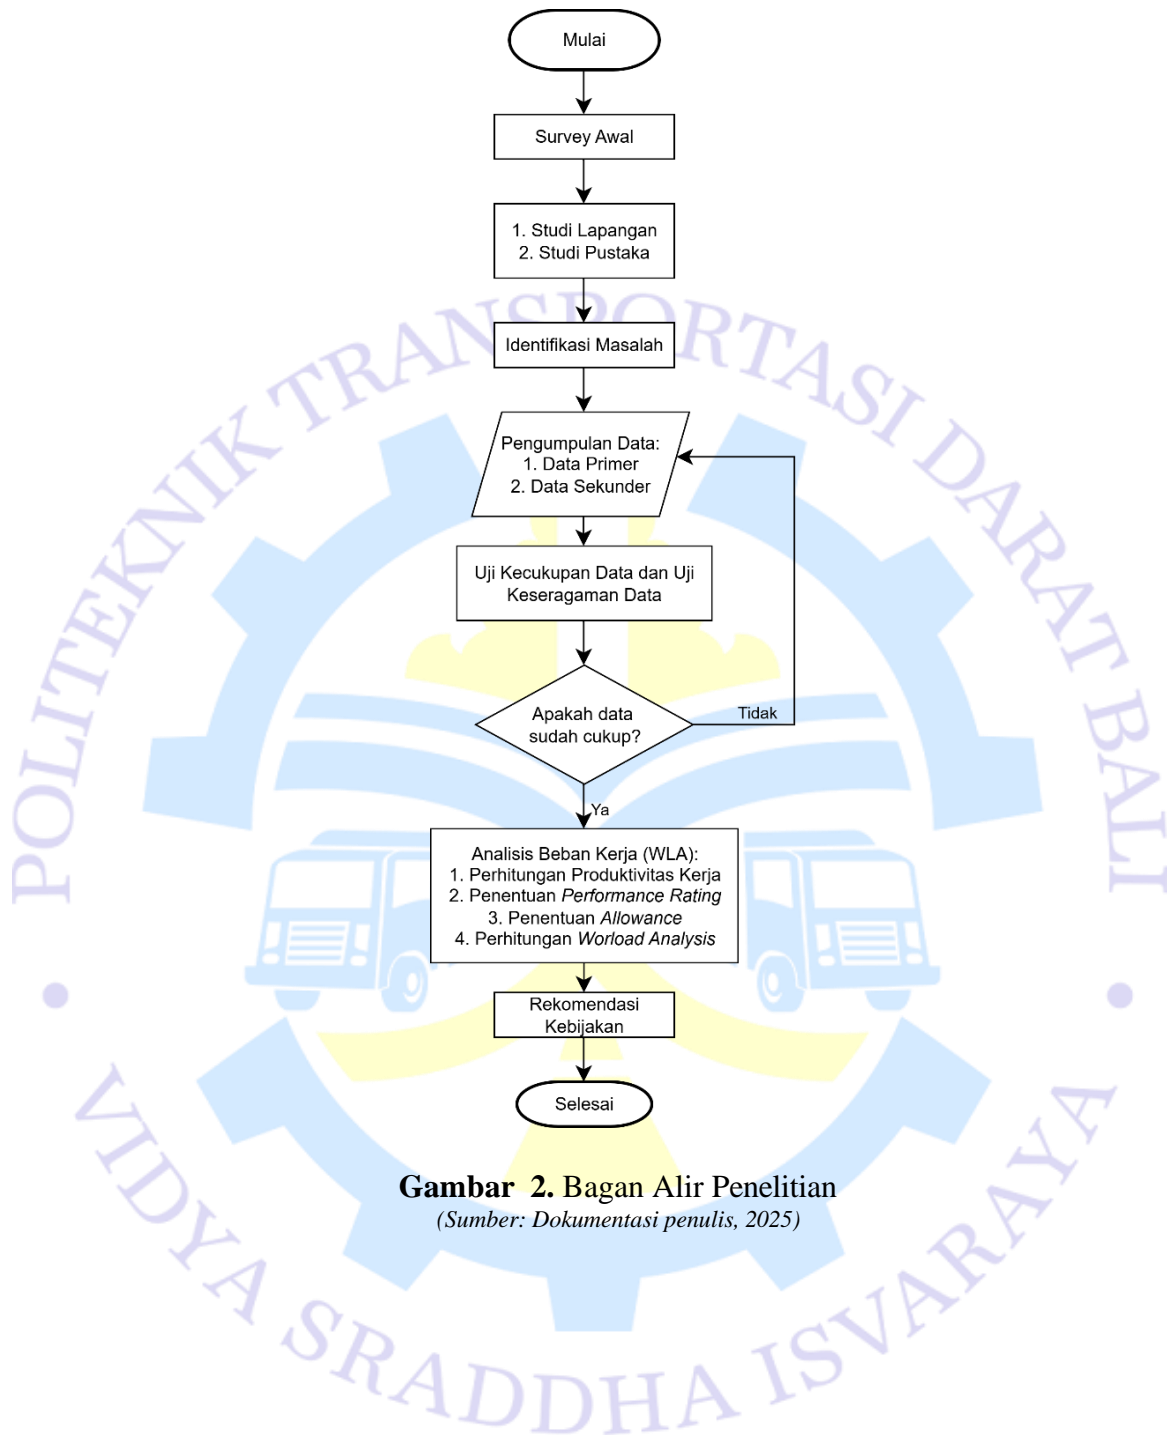 Mulai
Survey Awal
1. Studi Lapangan
2. Studi Pustaka
Identifikasi Masalah
Pengumpulan Data:
1. Data Primer
2. Data Sekunder
Uji Kecukupan Data dan Uji
Keseragaman Data
Apakah data
sudah cukup?
Tidak
Ya
Analisis Beban Kerja (WLA):
1. Perhitungan Produktivitas Kerja
2. Penentuan Performance Rating
3. Penentuan Allowance
4. Perhitungan Worload Analysis
Rekomendasi
Kebijakan
Selesai
Gambar 2. Bagan Alir Penelitian
(Sumber: Dokumentasi penulis, 2025)
POLITEKNIK TRANSPORTASI DARAT BALI
• VIDYA SRADDHA ISVARAYA •